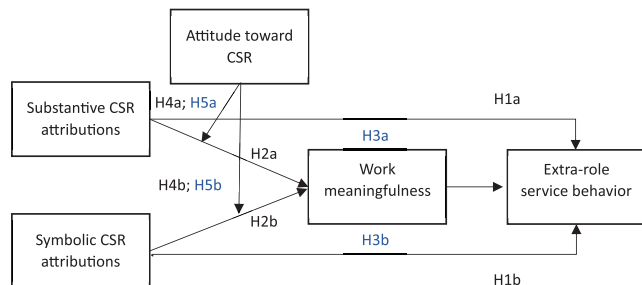 Attitude toward
CSR
Substantive CSR
attributions
H4a; H5a
H1a
H3a
H2a
Work
meaningfulness
Extra-role
service behavior
H4b; H5b
H2b
Symbolic CSR
attributions
H3b
H1b